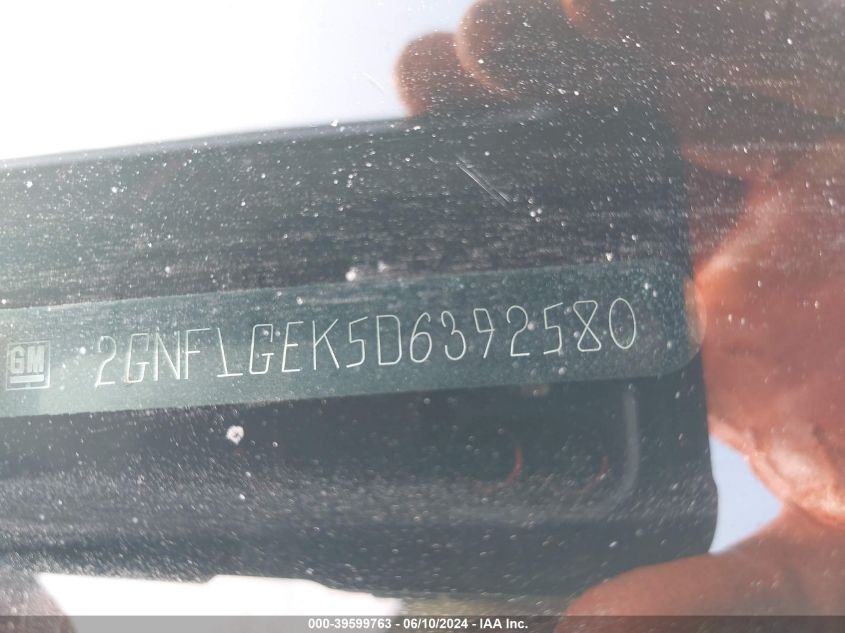 GM 2GNFLGEK5D6392580
000-39599763 - 06/10/2024 - IAA Inc.